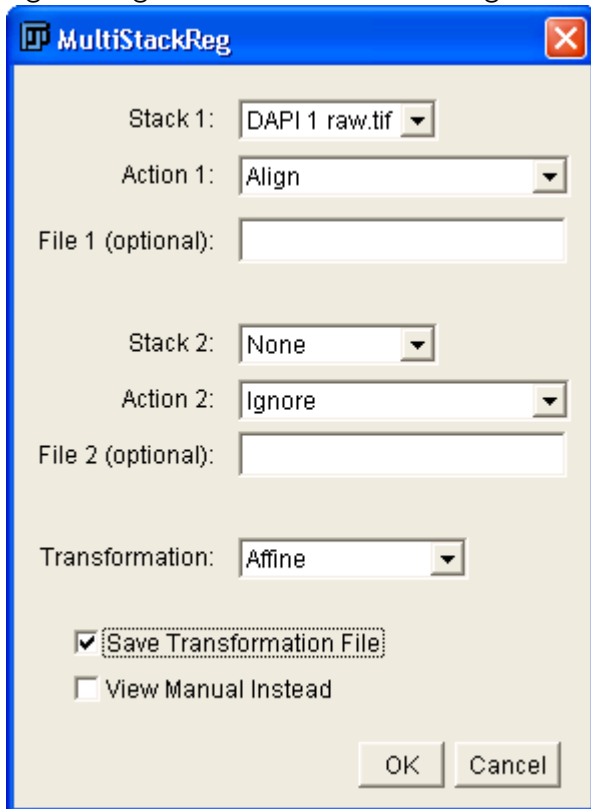 MultiStackReg
Stack 1: DAPI 1 raw.tif
Action 1: Align
File 1 (optional):
Stack 2: None
Action 2: Ignore
File 2 (optional):
Transformation: Affine
Save Transformation File
View Manual Instead
OK Cancel